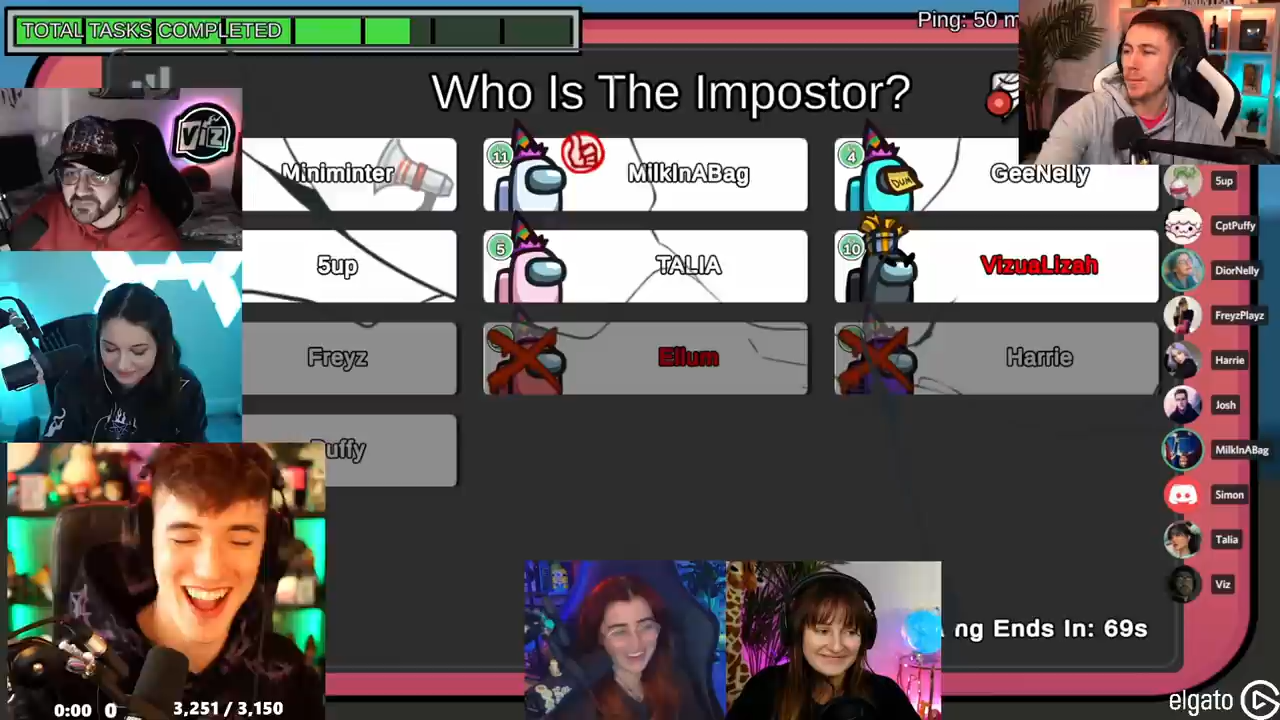 TOTAL TASKS COMPLETED
Ping: 50 m
Who Is The Impostor?
VIZ
Miniminter
11
MilkInABag
4
DUM
GeeNelly
5up
5
TALIA
10
VizuaLizah
Freyz
Ellum
Harrie
uffy
5up
CptPuffy
DiorNelly
FreyzPlayz
Harrie
Josh
MilkInABag
Simon
Talia
Viz
ng Ends In: 69s
0:00 0
3,251 / 3,150
elgato